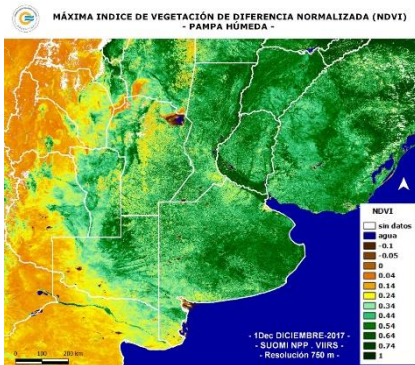 MÁXIMA INDICE DE VEGETACIÓN DE DIFERENCIA NORMALIZADA (NDVI)
- PAMPA HÚMEDA -
NDVI
sin datos
agua
-0.1
-0.05
0
0.04
0.14
0.24
0.34
0.44
0.54
0.64
0.74
1
- 1Dec DICIEMBRE-2017 -
- SUOMI NPP . VIIRS -
- Resolución 750 m -
0 100 200 km